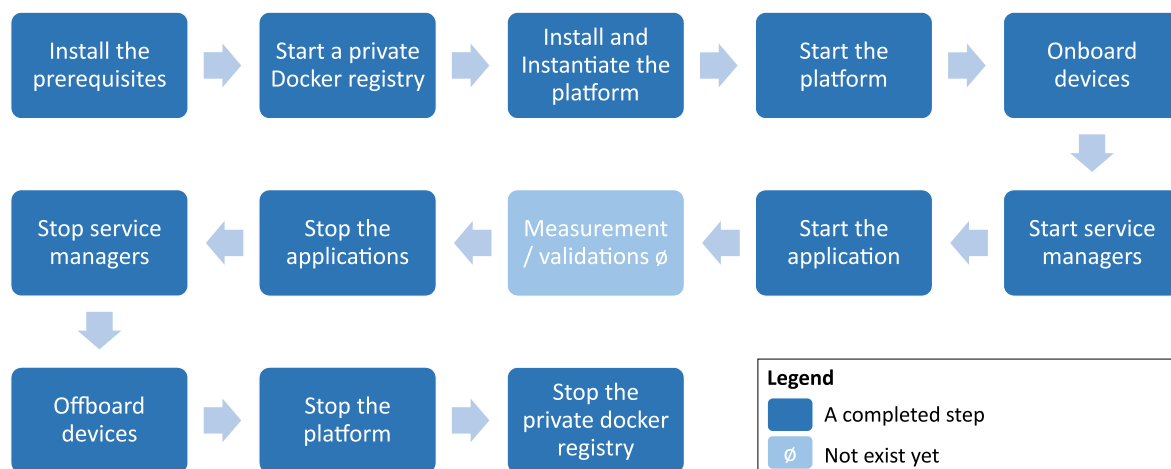 Install the
prerequisites
Start a private
Docker registry
Install and
Instantiate the
platform
Start the
platform
Onboard
devices
Start service
managers
Start the
application
Measurement
/ validations ø
Stop the
applications
Stop service
managers
Offboard
devices
Stop the
platform
Stop the
private docker
registry
Legend
A completed step
ø Not exist yet